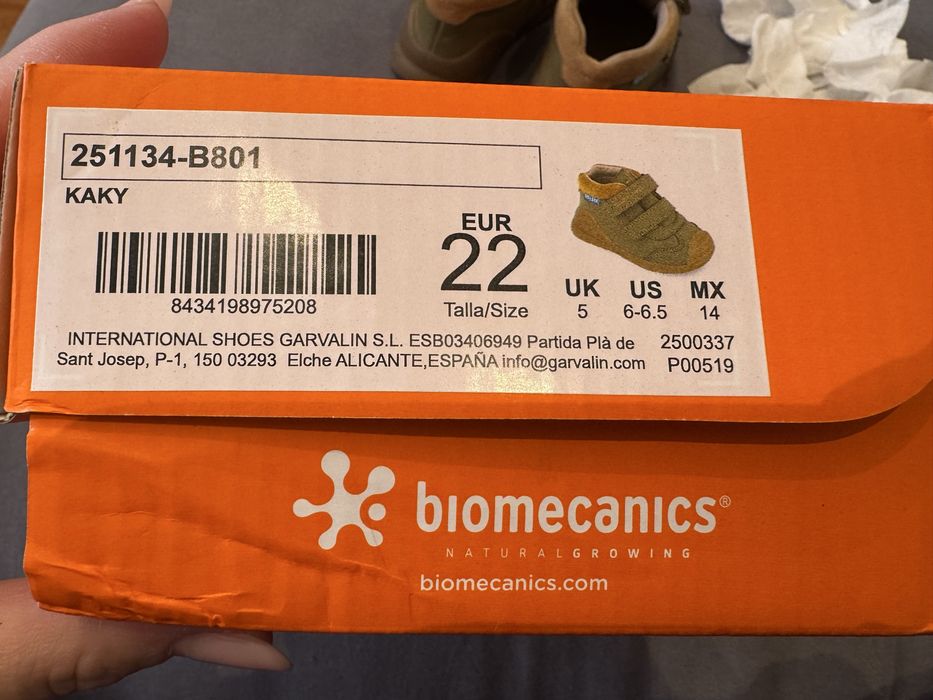 251134-B801
KAKY
8434198975208
EUR
22
Talla/Size
UK US MX
5 6-6.5 14
INTERNATIONAL SHOES GARVALIN S.L. ESB03406949 Partida Plà de 2500337
Sant Josep, P-1, 150 03293 Elche ALICANTE,ESPAÑA info@garvalin.com P00519
biomecanics®
NATURALGROWING
biomecanics.com